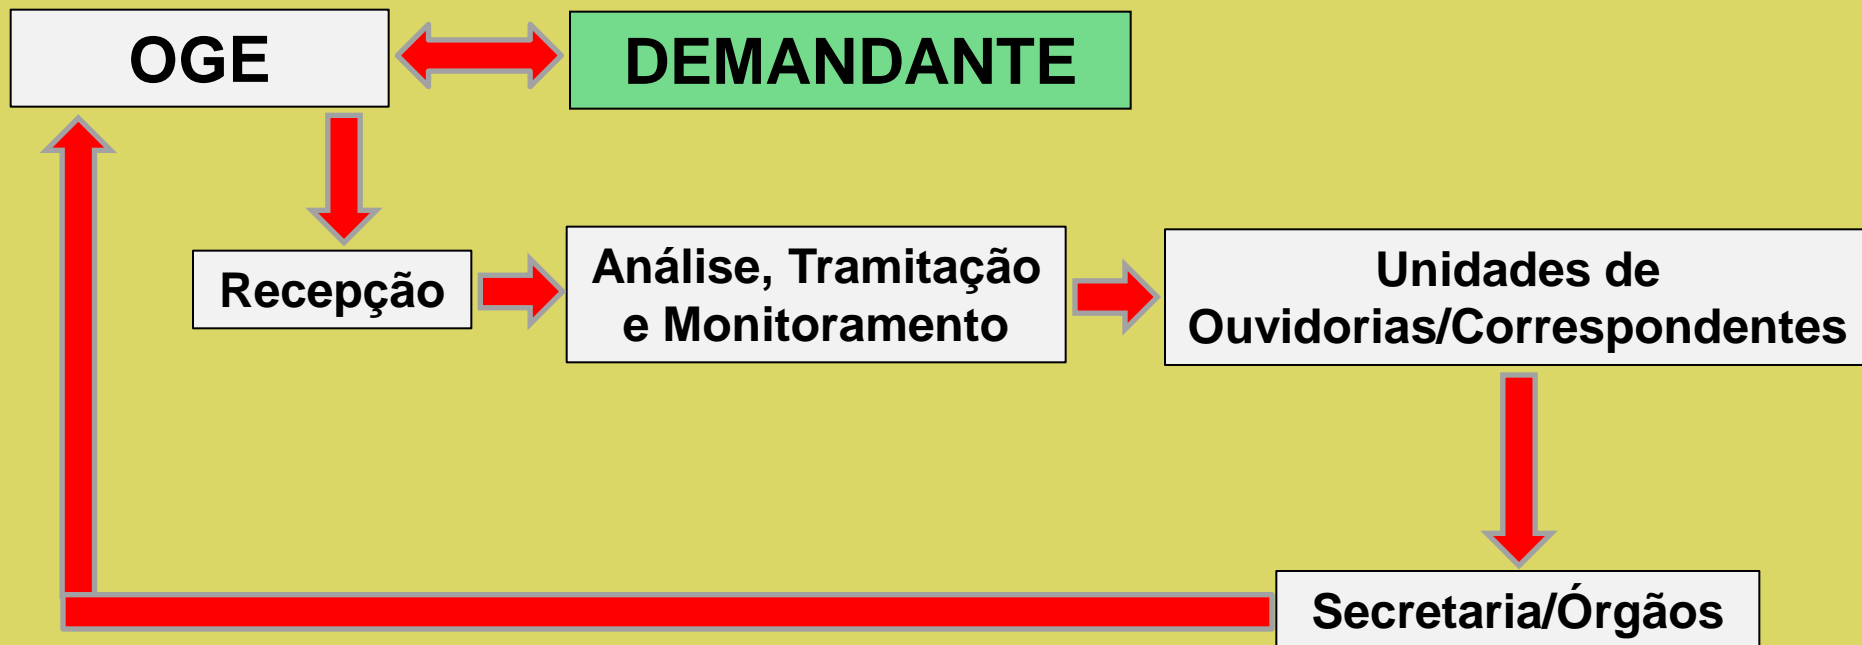 OGE
DEMANDANTE
Recepção
Análise, Tramitação
e Monitoramento
Unidades de
Ouvidorias/Correspondentes
Secretaria/Órgãos